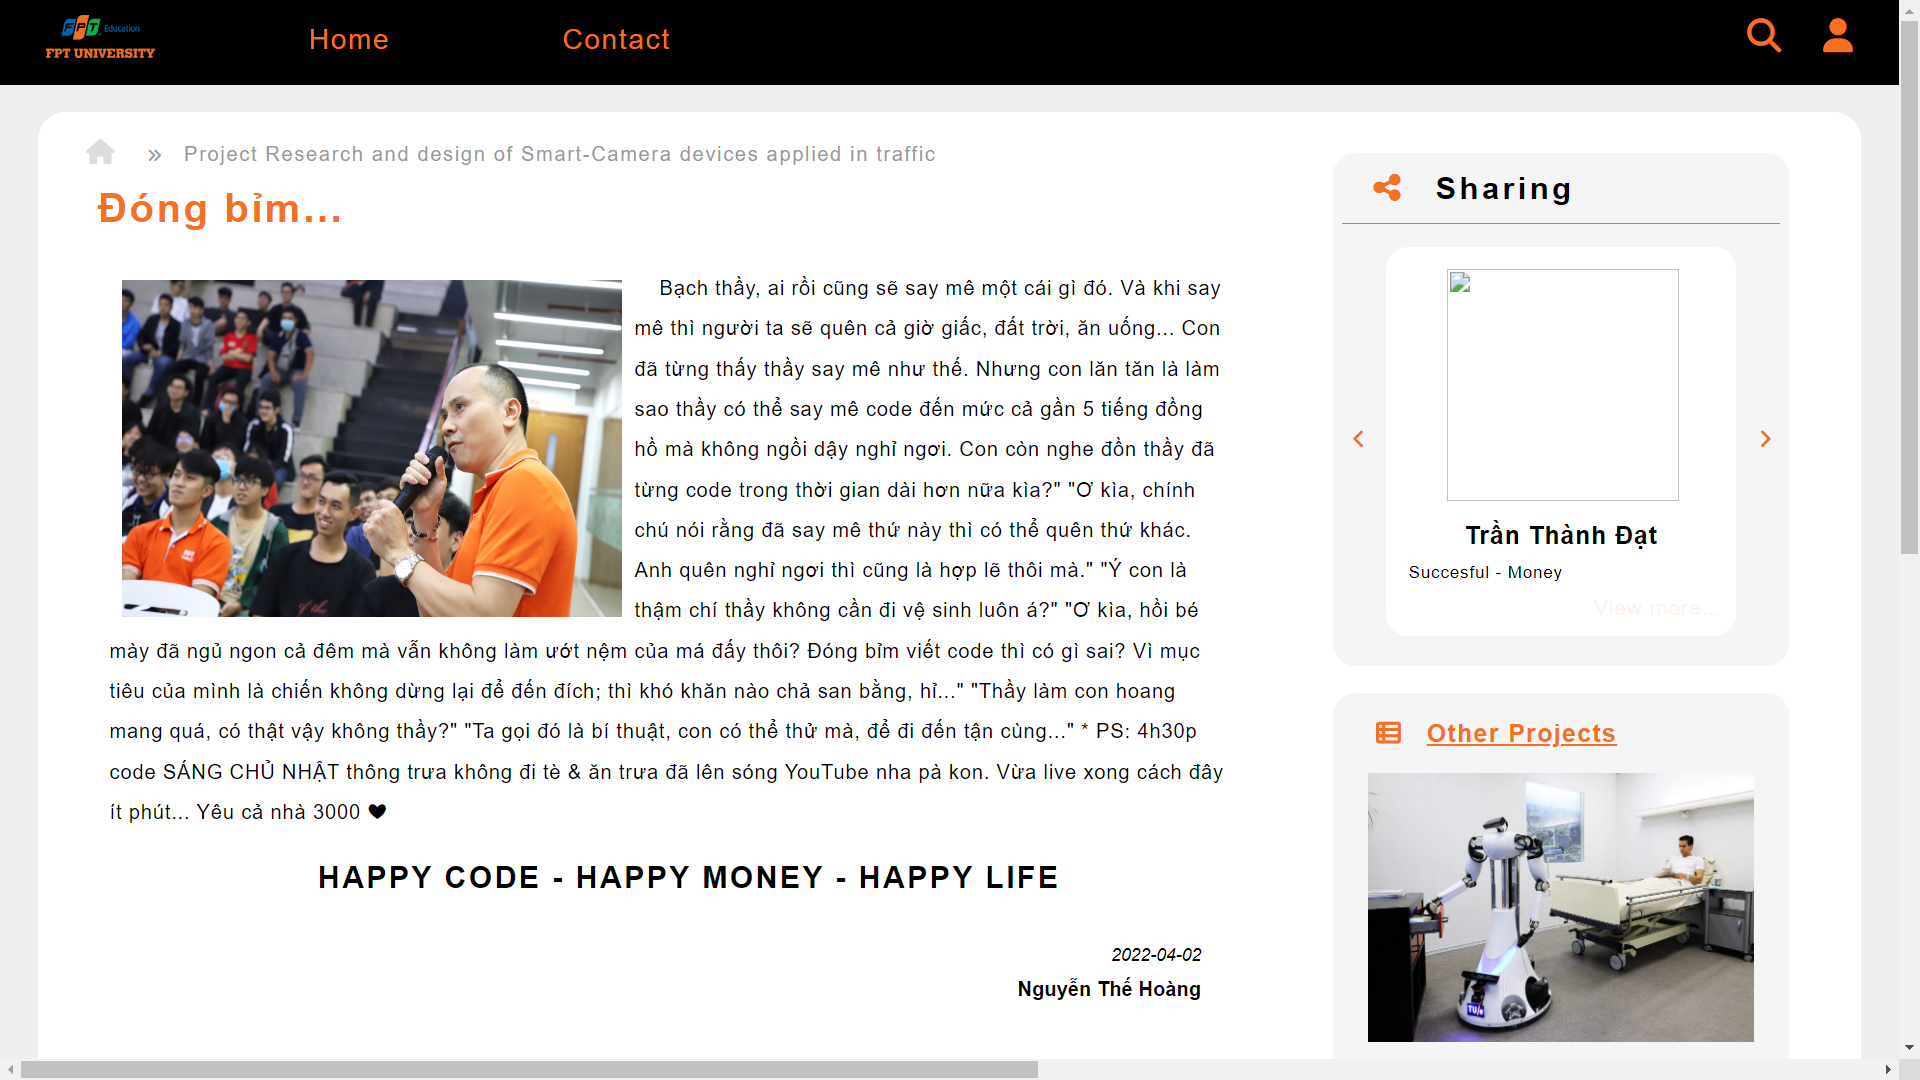 FPT Education
FPT UNIVERSITY
Home
Contact
» Project Research and design of Smart-Camera devices applied in traffic
Đóng bỉm...
Bạch thầy, ai rồi cũng sẽ say mê một cái gì đó. Và khi say
mê thì người ta sẽ quên cả giờ giấc, đất trời, ăn uống... Con
đã từng thấy thầy say mê như thế. Nhưng con lăn tăn là làm
sao thầy có thể say mê code đến mức cả gần 5 tiếng đồng
hồ mà không ngồi dậy nghỉ ngơi. Con còn nghe đồn thầy đã
từng code trong thời gian dài hơn nữa kìa?" "Ơ kìa, chính
chú nói rằng đã say mê thứ này thì có thể quên thứ khác.
Anh quên nghỉ ngơi thì cũng là hợp lẽ thôi mà." "Ý con là
thậm chí thầy không cần đi vệ sinh luôn á?" "Ơ kìa, hồi bé
mày đã ngủ ngon cả đêm mà vẫn không làm ướt nệm của má đấy thôi? Đóng bỉm viết code thì có gì sai? Vì mục
tiêu của mình là chiến không dừng lại để đến đích; thì khó khăn nào chả san bằng, hỉ..." "Thầy làm con hoang
mang quá, có thật vậy không thầy?" "Ta gọi đó là bí thuật, con có thể thử mà, để đi đến tận cùng..." * PS: 4h30p
code SÁNG CHỦ NHẬT thông trưa không đi tè & ăn trưa đã lên sóng YouTube nha pà kon. Vừa live xong cách đây
ít phút... Yêu cả nhà 3000 ♥
HAPPY CODE - HAPPY MONEY - HAPPY LIFE
2022-04-02
Nguyễn Thế Hoàng
Sharing
Trần Thành Đạt
Succesful - Money
View more...
Other Projects
TU/e